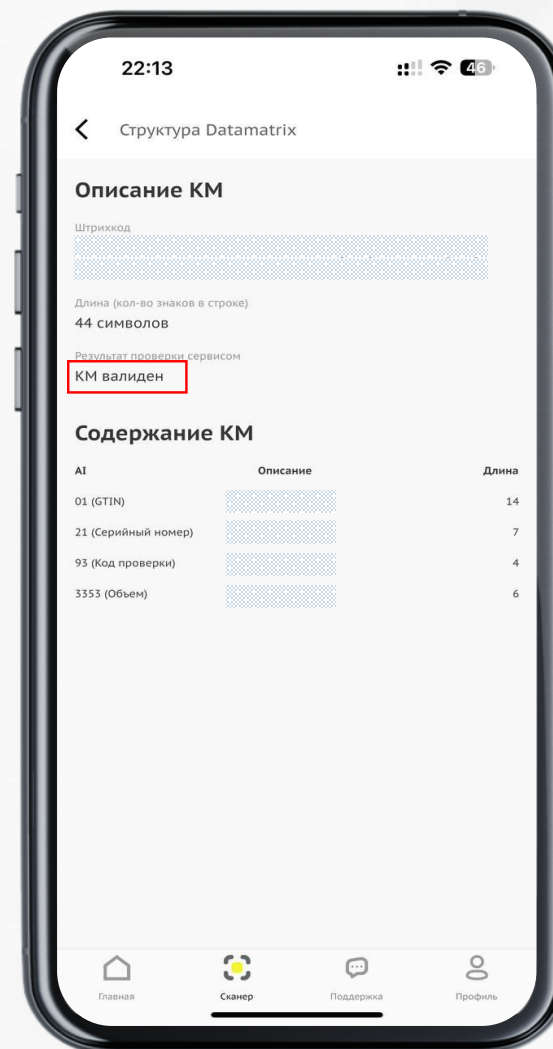 22:13
46
Структура Datamatrix
Описание КМ
Штрихкод
Длина (кол-во знаков в строке)
44 символов
Результат проверки сервисом
КМ валиден
Содержание КМ
AI Описание Длина
01 (GTIN) 14
21 (Серийный номер) 7
93 (Код проверки) 4
3353 (Объем) 6
Главная Сканер Поддержка Профиль